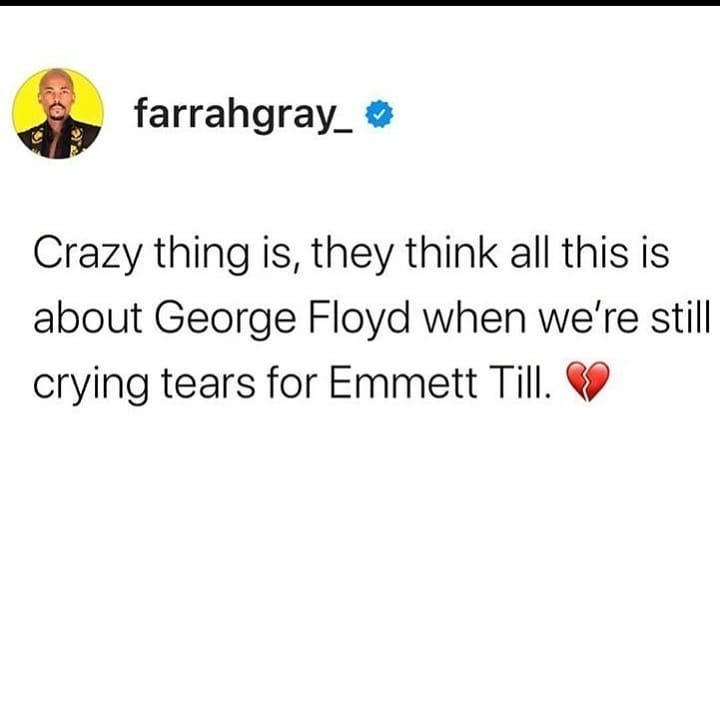 farrahgray_
Crazy thing is, they think all this is
about George Floyd when we're still
crying tears for Emmett Till. 💔